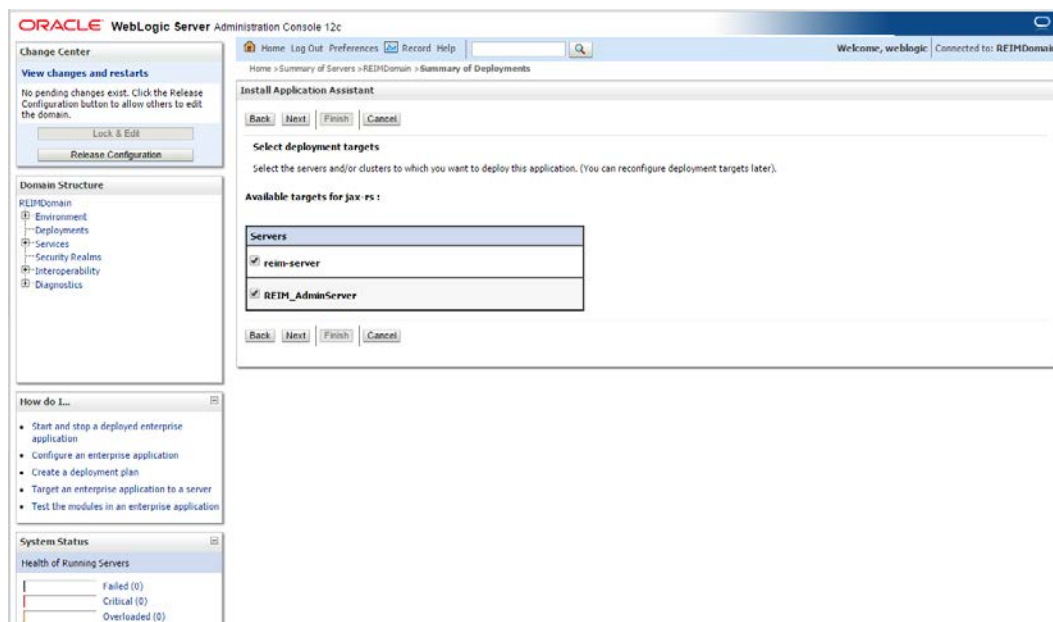 ORACLE WebLogic Server Administration Console 12c
Change Center
View changes and restarts
No pending changes exist. Click the Release
Configuration button to allow others to edit
the domain.
Lock & Edit
Release Configuration
Domain Structure
REIMDomain
Environment
Deployments
Services
Security Realms
Interoperability
Diagnostics
How do I...
Start and stop a deployed enterprise
application
Configure an enterprise application
Create a deployment plan
Target an enterprise application to a server
Test the modules in an enterprise application
System Status
Health of Running Servers
Failed (0)
Critical (0)
Overloaded (0)
Home Log Out Preferences Record Help
Welcome, weblogic Connected to: REIMDomain
Home >Summary of Servers >REIMDomain >Summary of Deployments
Install Application Assistant
Back Next Finish Cancel
Select deployment targets
Select the servers and/or clusters to which you want to deploy this application. (You can reconfigure deployment targets later).
Available targets for jax-rs :
Servers
reim-server
REIM_AdminServer
Back Next Finish Cancel